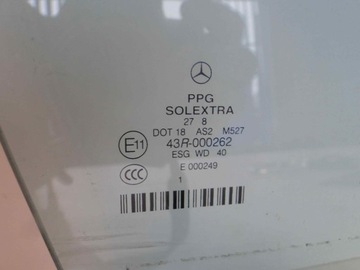 PPG
SOLEXTRA
27 8
DOT 18 AS2 M527
E11 43R-000262
ESG WD 40
CCC E 000249
1